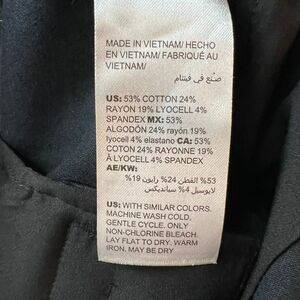 MADE IN VIETNAM/ HECHO
EN VIETNAM/ FABRIQUÉ AU
VIETNAM/
صنع في فيتنام
US: 53% COTTON 24%
RAYON 19% LYOCELL 4%
SPANDEX MX: 53%
ALGODÓN 24% rayón 19%
lyocell 4% elastano CA: 53%
COTON 24% RAYONNE 19%
Á LYOCELL 4% SPANDEX
AE/KW:
53% القطن 24% رايون 19%
لايوسيل 4% سبانديكس
US: WITH SIMILAR COLORS.
MACHINE WASH COLD,
GENTLE CYCLE. ONLY
NON-CHLORINE BLEACH.
LAY FLAT TO DRY. WARM
IRON. MAY BE DRY